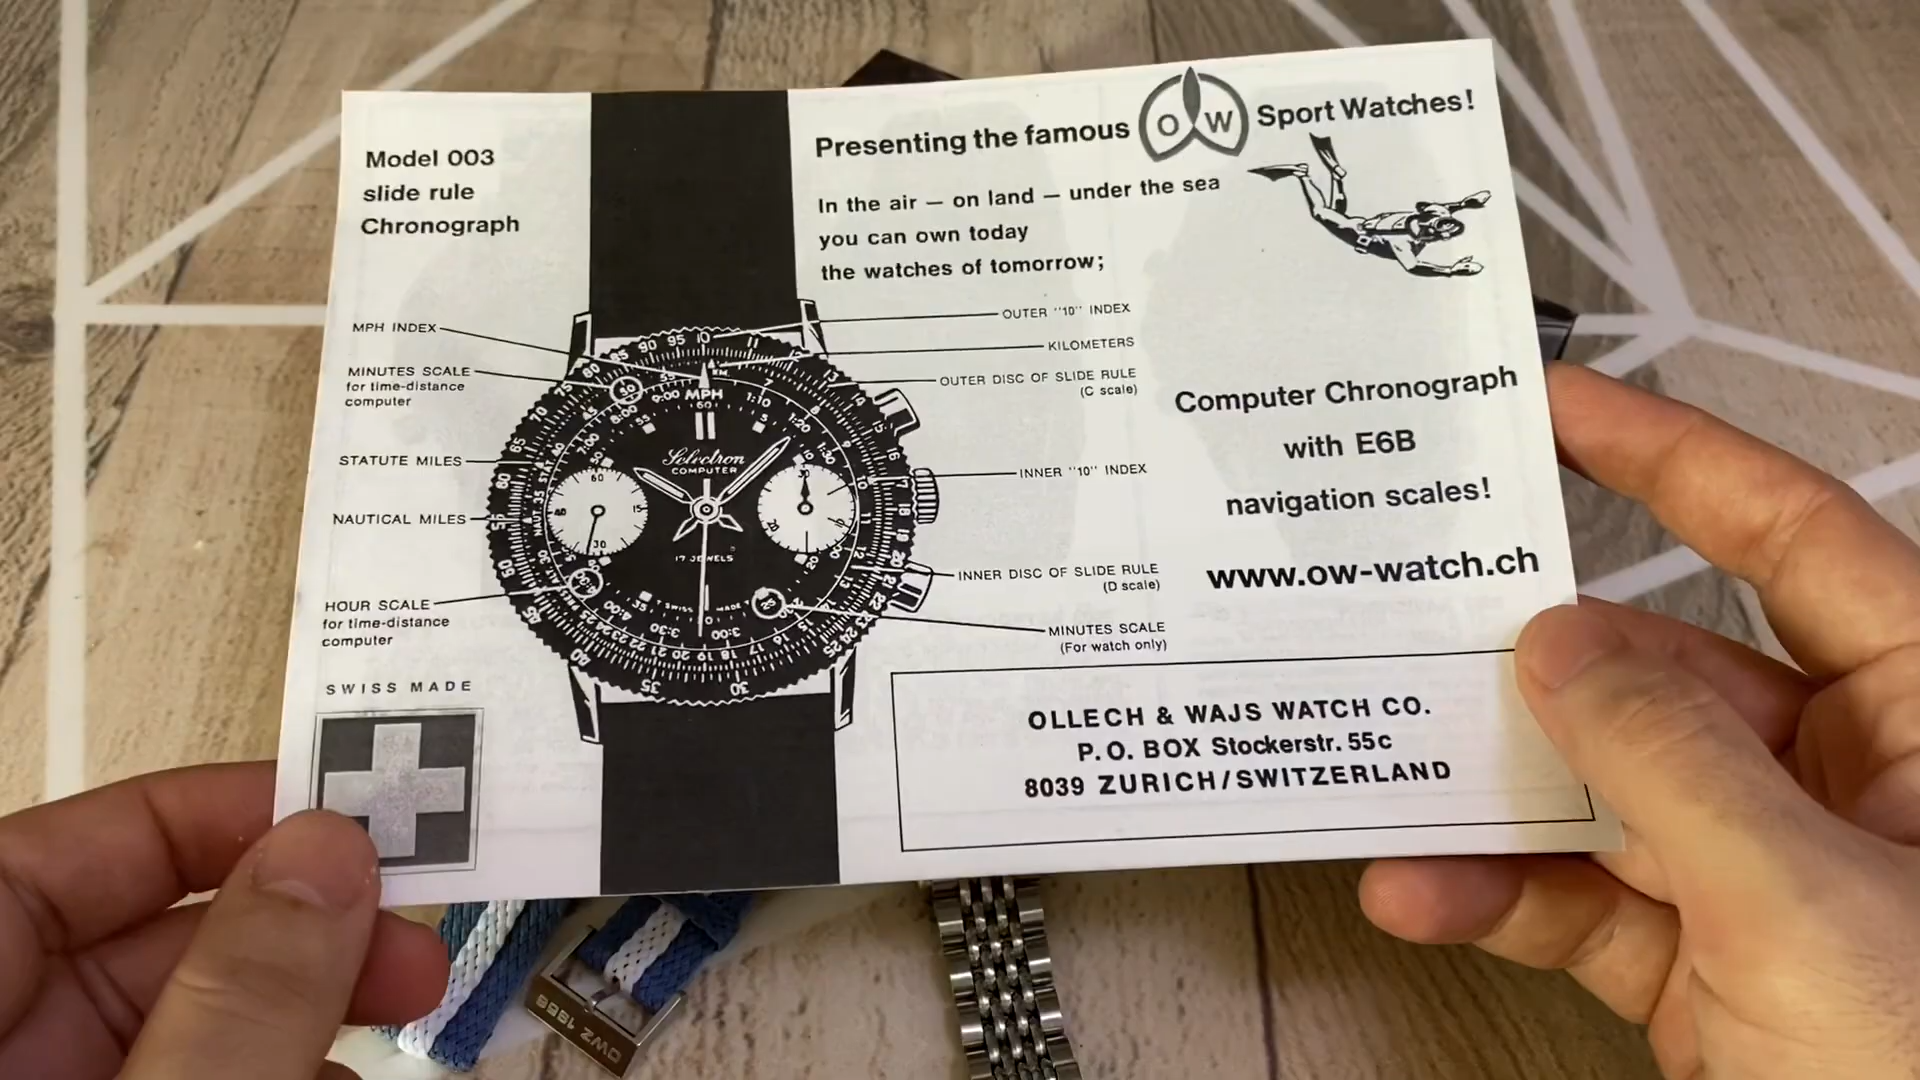 Model 003
slide rule
Chronograph
Presenting the famous OW Sport Watches!
In the air — on land — under the sea
you can own today
the watches of tomorrow;
MPH INDEX
MINUTES SCALE
for time-distance
computer
STATUTE MILES
NAUTICAL MILES
HOUR SCALE
for time-distance
computer
OUTER "10" INDEX
KILOMETERS
OUTER DISC OF SLIDE RULE
(C scale)
INNER "10" INDEX
INNER DISC OF SLIDE RULE
(D scale)
MINUTES SCALE
(For watch only)
MPH
60
Selectron
COMPUTER
60
15
30
17 JEWELS
Computer Chronograph
with E6B
navigation scales!
www.ow-watch.ch
SWISS MADE
OLLECH & WAJS WATCH CO.
P.O. BOX Stockerstr. 55c
8039 ZURICH/SWITZERLAND